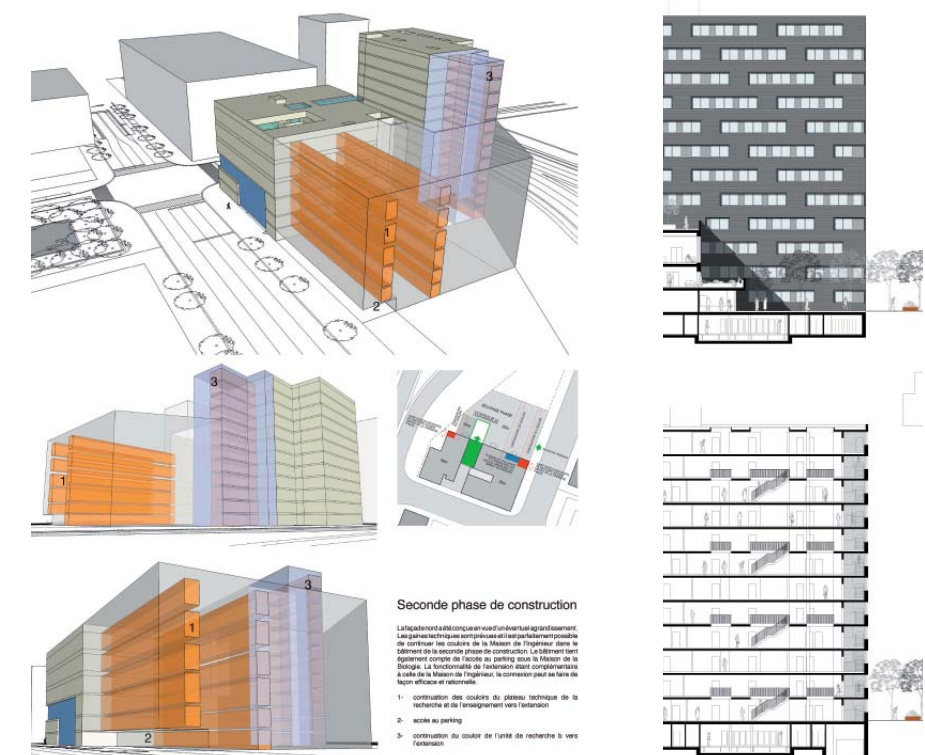 3
1
2
3
1
SECONDE PHASE
3
1
2
Seconde phase de construction
La façade nord a été conçue en vue d'un éventuel agrandissement.
Les gaines techniques sont prévues et il est parfaitement possible
de continuer les couloirs de la Maison de l'Ingénieur dans le
bâtiment de la seconde phase de construction. Le bâtiment tient
également compte de l'accès au parking sous la Maison de la
Biologie. La fonctionnalité de l'extension étant complémentaire
à celle de la Maison de l'Ingénieur, la connexion peut se faire de
façon efficace et rationnelle.
1- continuation des couloirs du plateau technique de la
recherche et de l'enseignement vers l'extension
2- accès au parking
3- continuation du couloir de l'unité de recherche b vers
l'extension